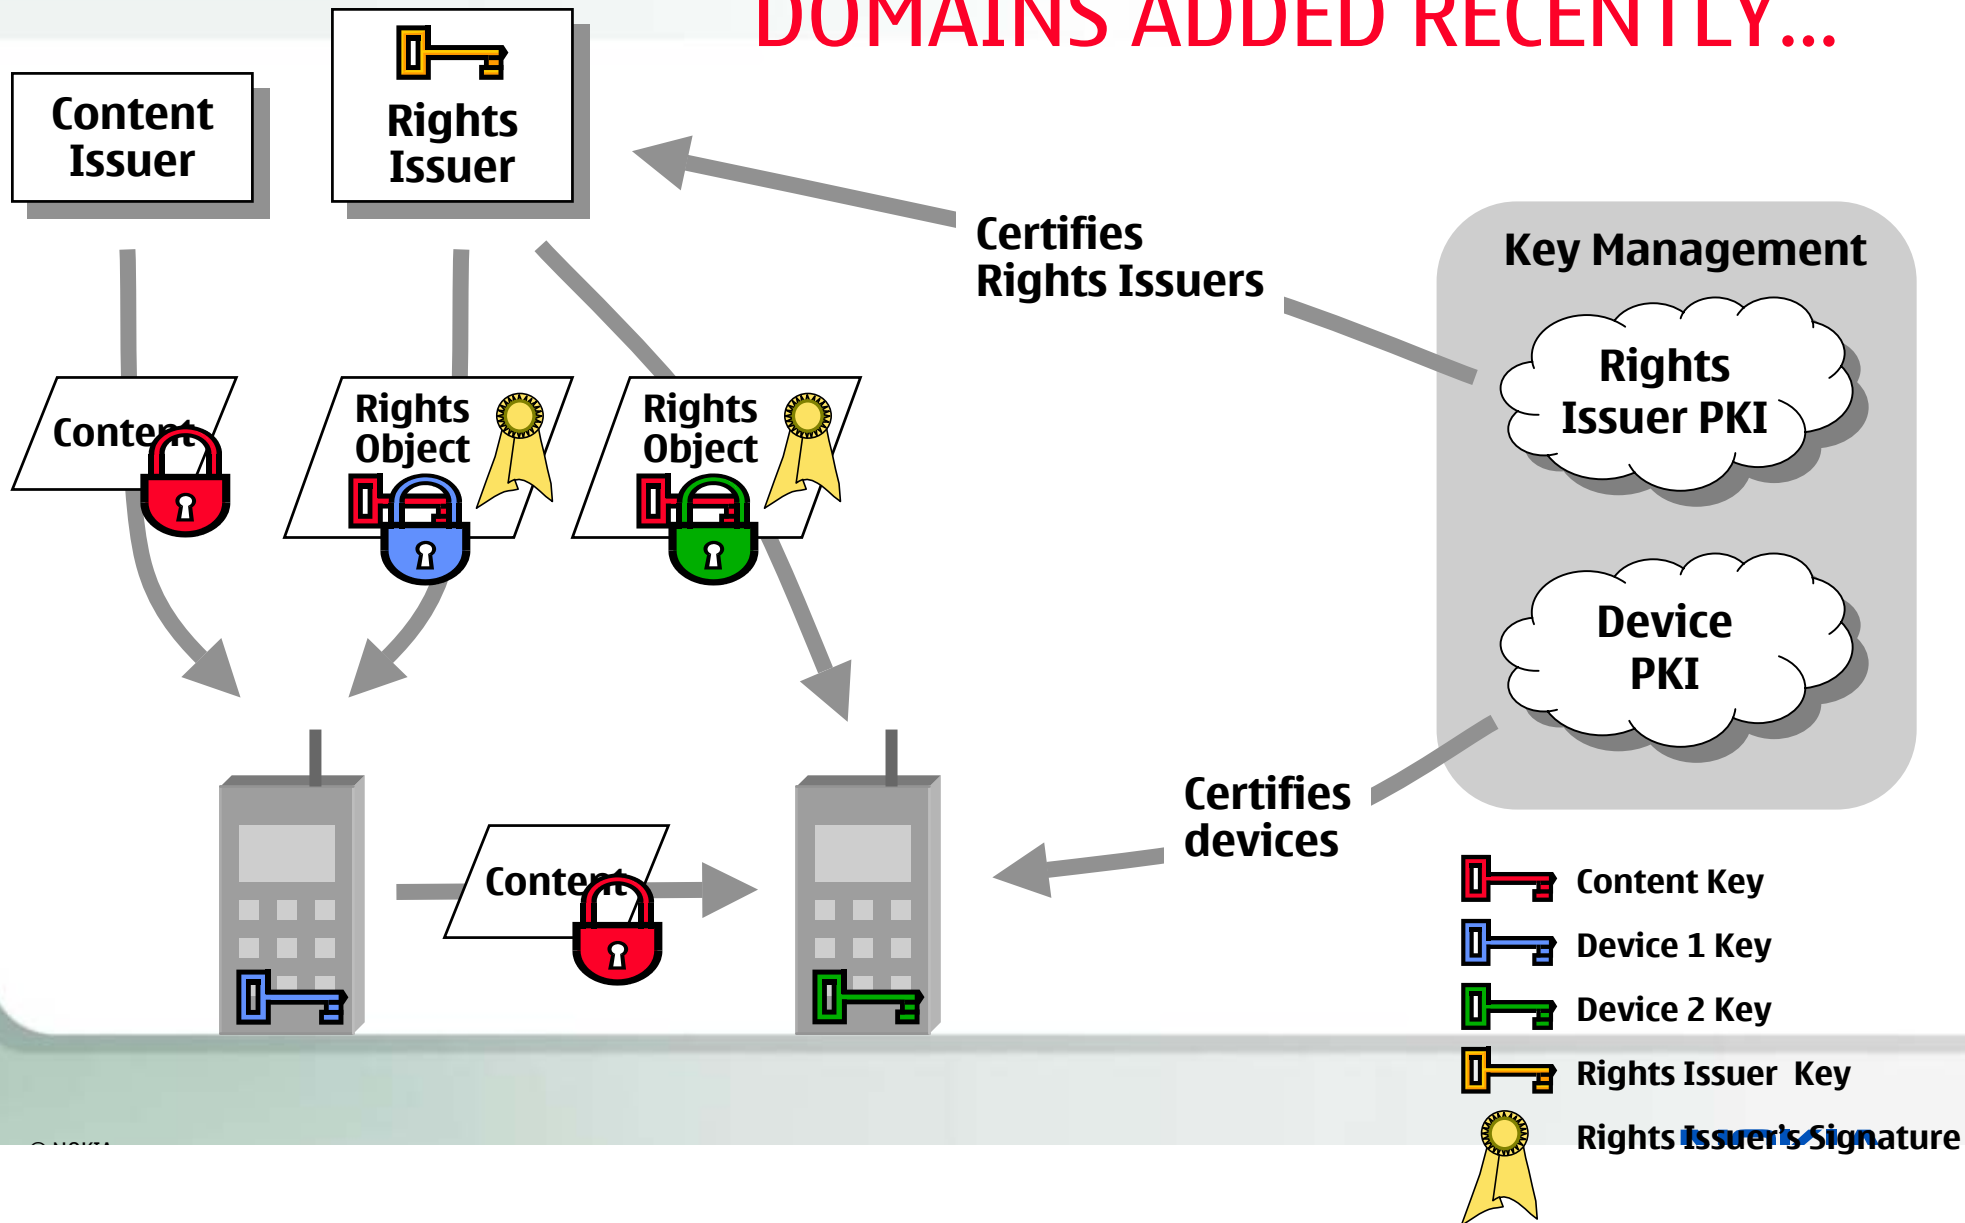 DOMAINS ADDED RECENTLY...
Content
Issuer
Rights
Issuer
Certifies
Rights Issuers
Key Management
Rights
Issuer PKI
Content
Rights
Object
Rights
Object
Device
PKI
Certifies
devices
Content
Content Key
Device 1 Key
Device 2 Key
Rights Issuer Key
Rights Issuer's Signature
© NOKIA